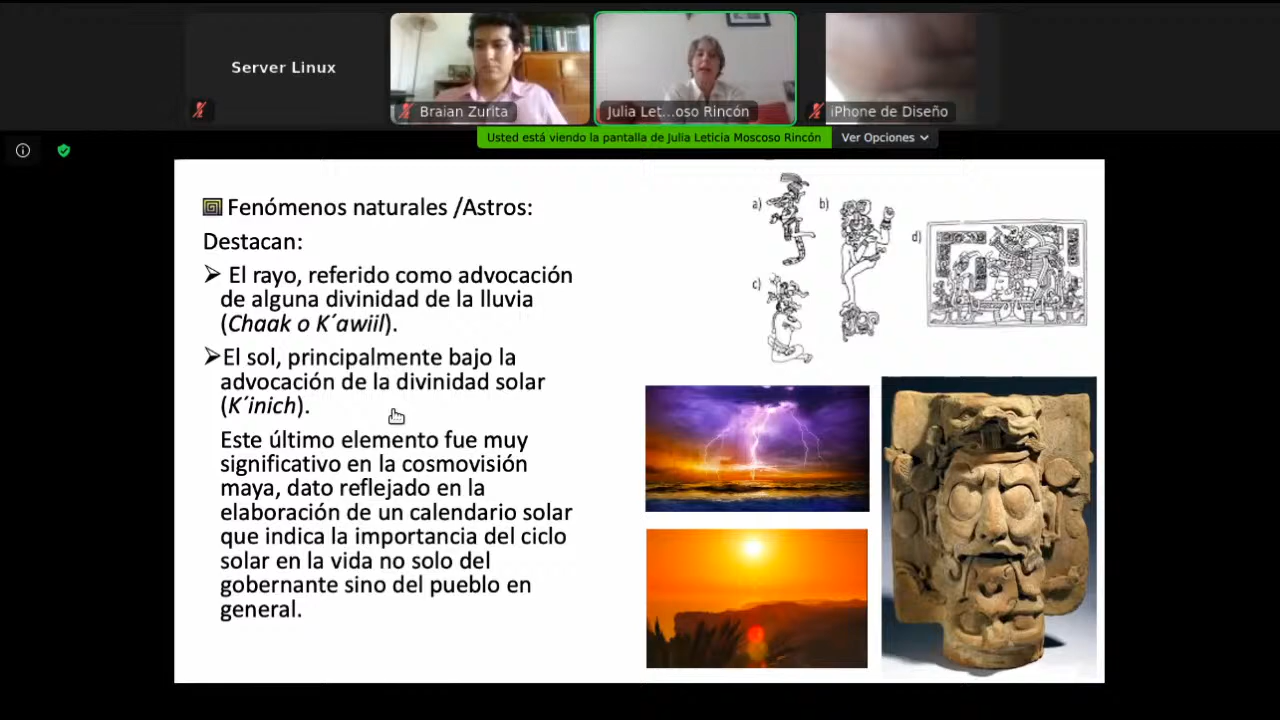 Server Linux
Braian Zurita
Julia Let...oso Rincón
iPhone de Diseño
Usted está viendo la pantalla de Julia Leticia Moscoso Rincón
Ver Opciones
Fenómenos naturales /Astros:
Destacan:
El rayo, referido como advocación
de alguna divinidad de la lluvia
(Chaak o K´awiil).
El sol, principalmente bajo la
advocación de la divinidad solar
(K´inich).
Este último elemento fue muy
significativo en la cosmovisión
maya, dato reflejado en la
elaboración de un calendario solar
que indica la importancia del ciclo
solar en la vida no solo del
gobernante sino del pueblo en
general.
a)
b)
c)
d)